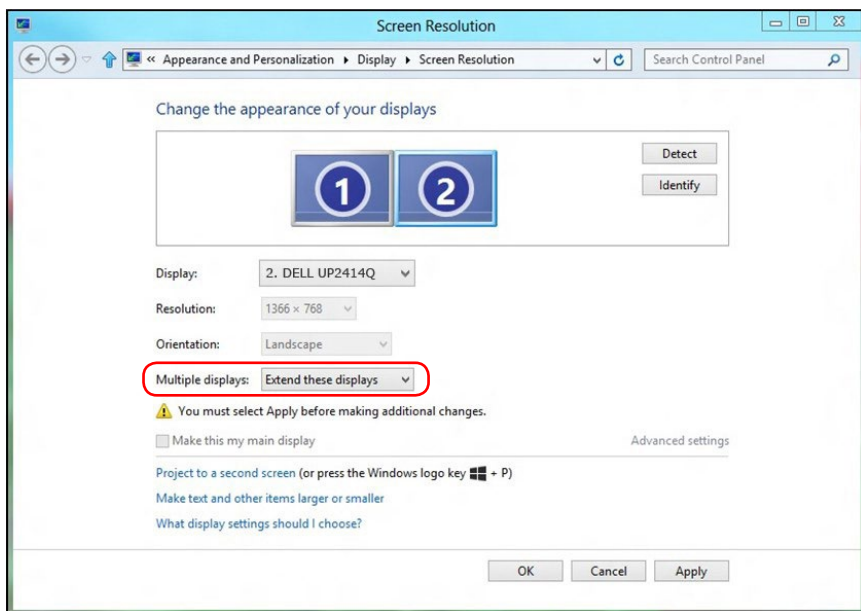 Screen Resolution
« Appearance and Personalization ▸ Display ▸ Screen Resolution
Search Control Panel
Change the appearance of your displays
1 2
Detect
Identify
Display: 2. DELL UP2414Q
Resolution: 1366 × 768
Orientation: Landscape
Multiple displays: Extend these displays
You must select Apply before making additional changes.
Make this my main display Advanced settings
Project to a second screen (or press the Windows logo key + P)
Make text and other items larger or smaller
What display settings should I choose?
OK Cancel Apply